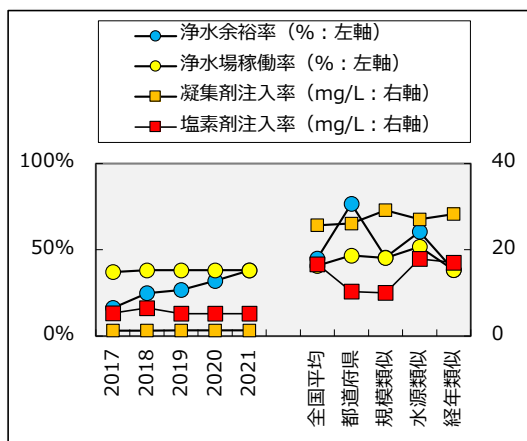 浄水余裕率(%:左軸)
浄水場稼働率(%:左軸)
凝集剤注入率(mg/L:右軸)
塩素剤注入率(mg/L:右軸)
100% 40
50% 20
0% 0
2017
2018
2019
2020
2021
全国平均
都道府県
規模類似
水源類似
経年類似